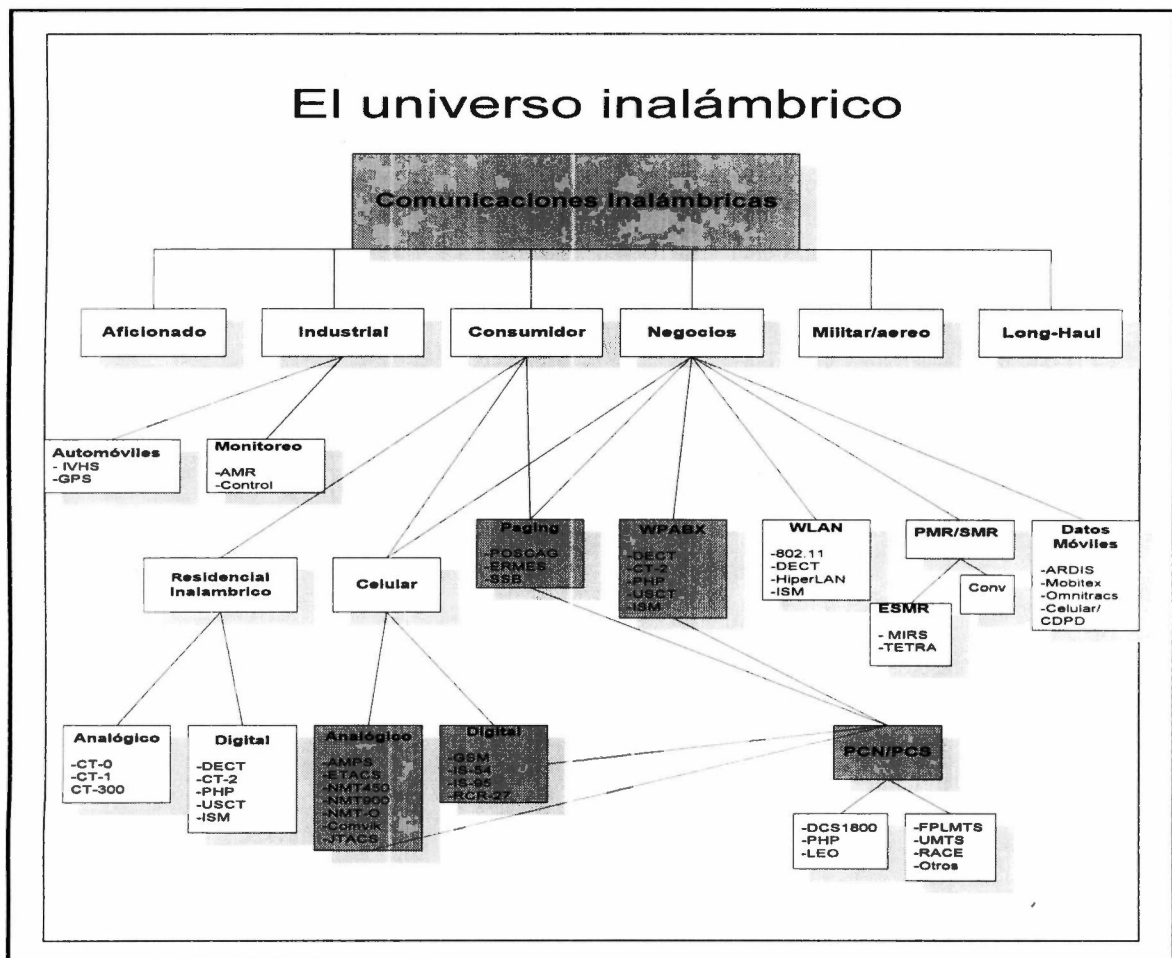 El universo inalámbrico
Comunicaciones Inalámbricas
Aficionado
Industrial
Consumidor
Negocios
Militar/aereo
Long-Haul
Automóviles
- IVHS
-GPS
Monitoreo
-AMR
-Control
Residencial
Inalambrico
Celular
Paging
-POSCAG
-ERMES
-SSB
WPABX
-DECT
-CT-2
-PHP
-USCT
-ISM
WLAN
-802.11
-DECT
-HiperLAN
-ISM
PMR/SMR
ESMR
- MIRS
-TETRA
Conv
Datos
Móviles
-ARDIS
-Mobitex
-Omnitracs
-Celular/
CDPD
Analógico
-CT-0
-CT-1
CT-300
Digital
-DECT
-CT-2
-PHP
-USCT
-ISM
Analógico
-AMPS
-ETACS
-NMT450
-NMT900
-NMT-O
-Comvik
-JTACS
Digital
-GSM
-IS-54
-IS-95
-RCR-27
PCN/PCS
-DCS1800
-PHP
-LEO
-FPLMTS
-UMTS
-RACE
-Otros